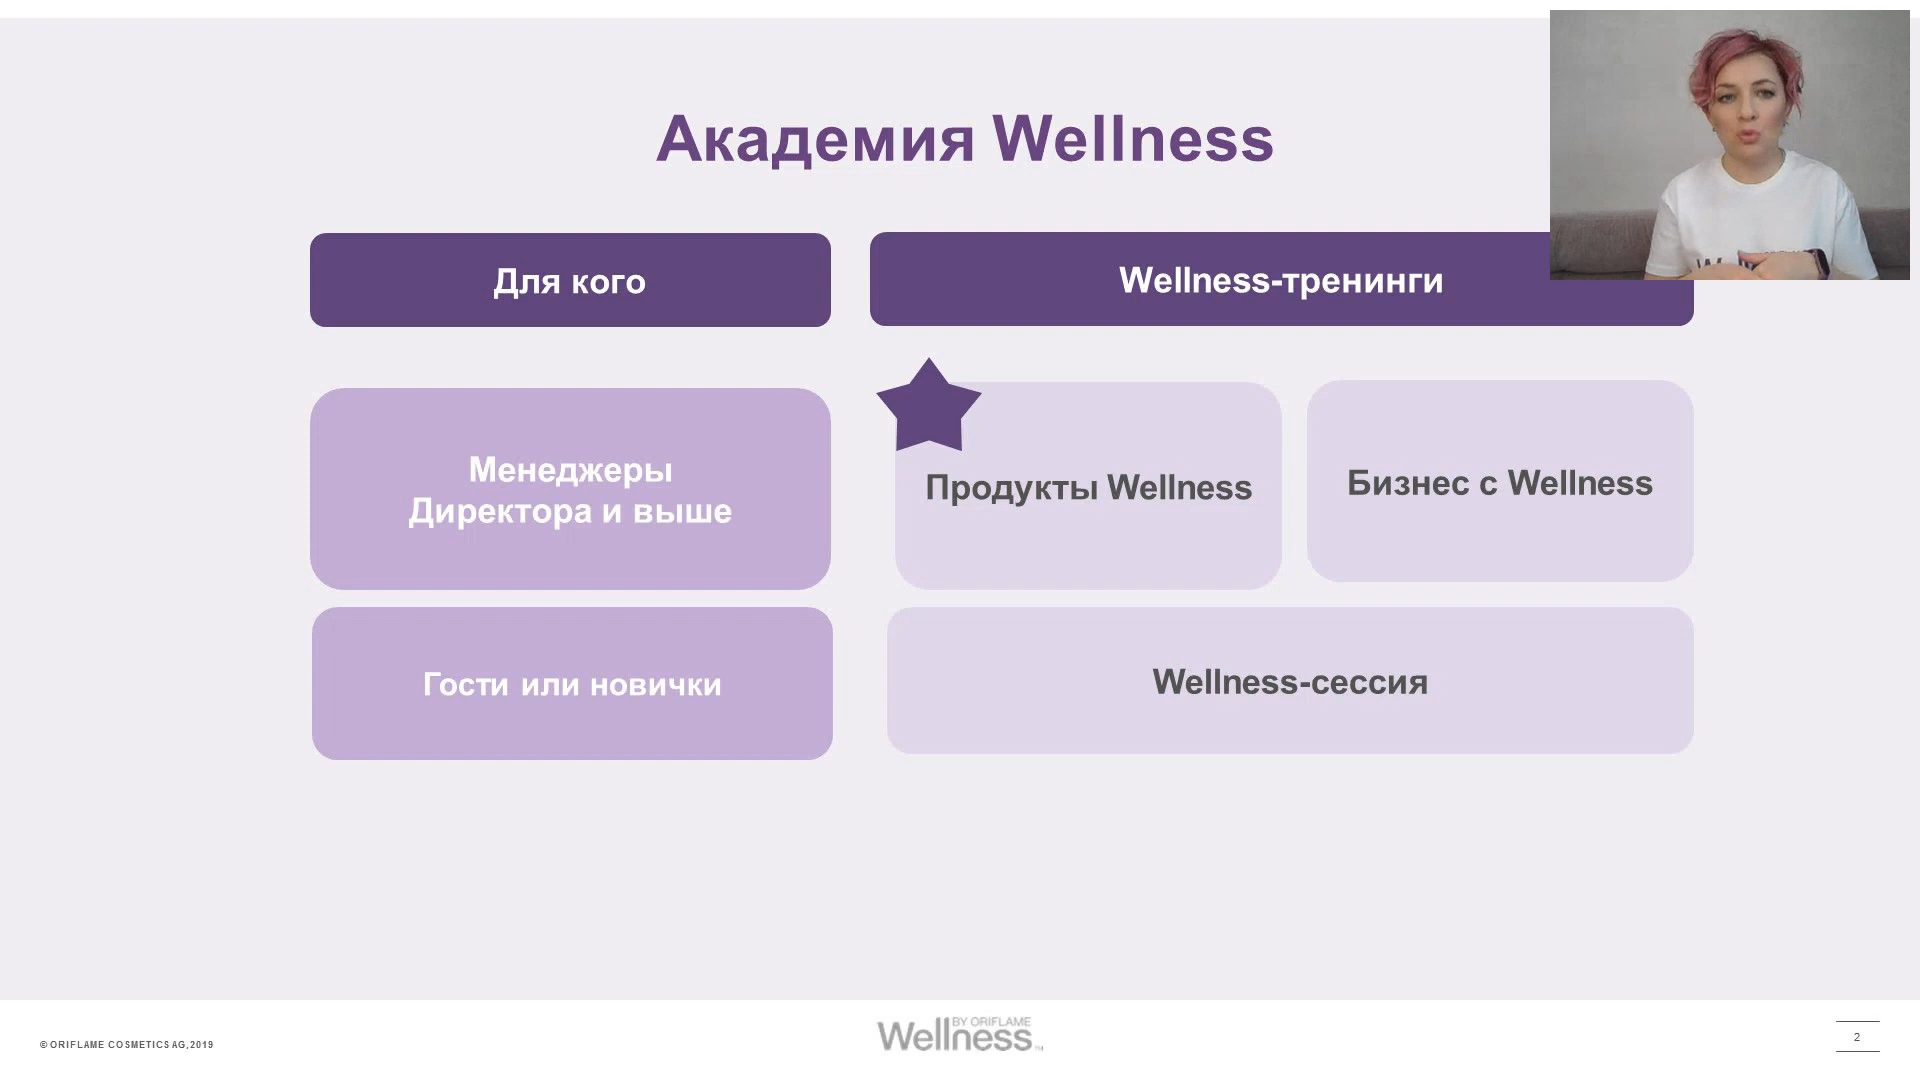 Академия Wellness
Для кого
Wellness-тренинги
Менеджеры
Директора и выше
Продукты Wellness
Бизнес с Wellness
Гости или новички
Wellness-сессия
© ORIFLAME COSMETICS AG, 2019
BY ORIFLAME
Wellness
2